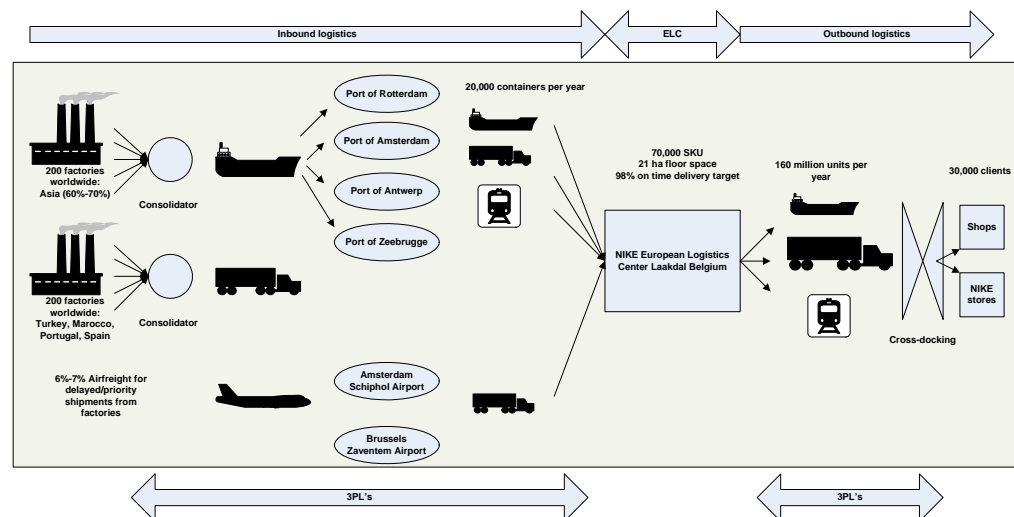 Inbound logistics
ELC
Outbound logistics
200 factories
worldwide:
Asia (60%-70%)
Consolidator
Port of Rotterdam
Port of Amsterdam
Port of Antwerp
Port of Zeebrugge
20,000 containers per year
70,000 SKU
21 ha floor space
98% on time delivery target
160 million units per
year
30,000 clients
200 factories
worldwide:
Turkey, Marocco,
Portugal, Spain
Consolidator
NIKE European Logistics
Center Laakdal Belgium
Shops
NIKE
stores
Cross-docking
6%-7% Airfreight for
delayed/priority
shipments from
factories
Amsterdam
Schiphol Airport
Brussels
Zaventem Airport
3PL's
3PL's